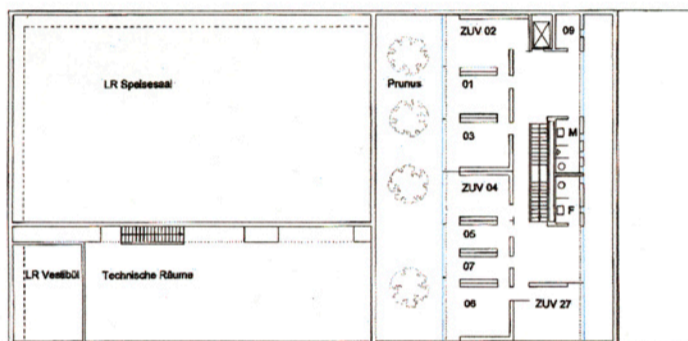 ZUV 02
09
LR Speisesaal
Prunus
01
03
M
ZUV 04
F
05
07
LR Vestibül
Technische Räume
06
ZUV 27